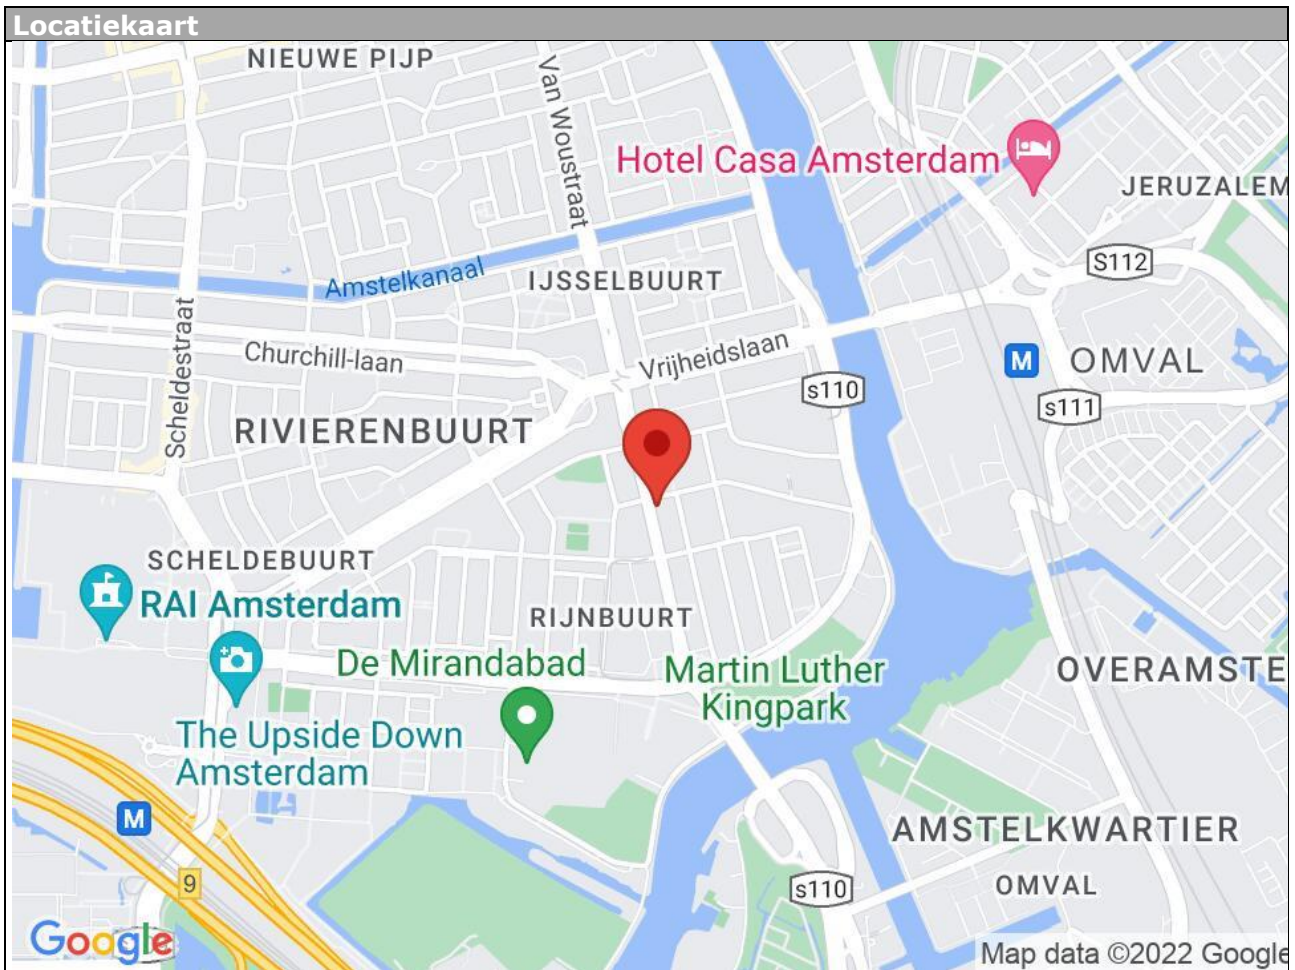 Locatiekaart
NIEUWE PIJP
Van Woustraat
Hotel Casa Amsterdam
JERUZALEM
S112
Amstelkanaal
IJSSELBUURT
Scheldestraat
Churchill-laan
Vrijheidslaan
M
OMVAL
s110
s111
RIVIERENBUURT
SCHELDEBUURT
RAI Amsterdam
RIJNBUURT
De Mirandabad
Martin Luther
Kingpark
OVERAMSTE
The Upside Down
Amsterdam
M
AMSTELKWARTIER
9
s110
OMVAL
Google
Map data ©2022 Google